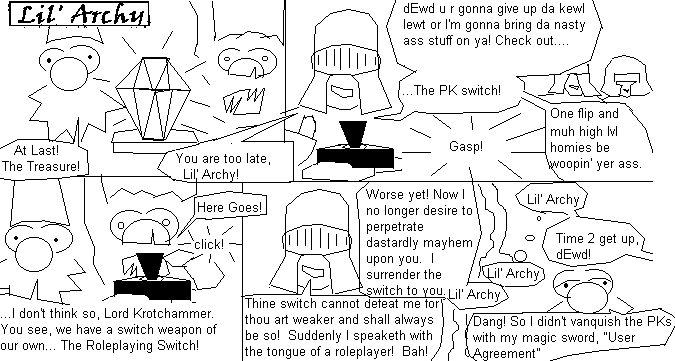 Lil' Archy
At Last!
The Treasure!
You are too late,
Lil' Archy!
dEwd u r gonna give up da kewl
lewt or I'm gonna bring da nasty
ass stuff on ya! Check out....
...The PK switch!
Gasp!
One flip and
muh high lvl
homies be
woopin' yer ass.
...I don't think so, Lord Krotchammer.
You see, we have a switch weapon of
our own... The Roleplaying Switch!
Here Goes!
click!
Worse yet! Now I
no longer desire to
perpetrate
dastardly mayhem
upon you. I
surrender the
switch to you.
Thine switch cannot defeat me for
thou art weaker and shall always
be so! Suddenly I speaketh with
the tongue of a roleplayer! Bah!
Lil' Archy
Time 2 get up,
dEwd!
Lil' Archy
Lil' Archy
Dang! So I didn't vanquish the PKs
with my magic sword, "User
Agreement"